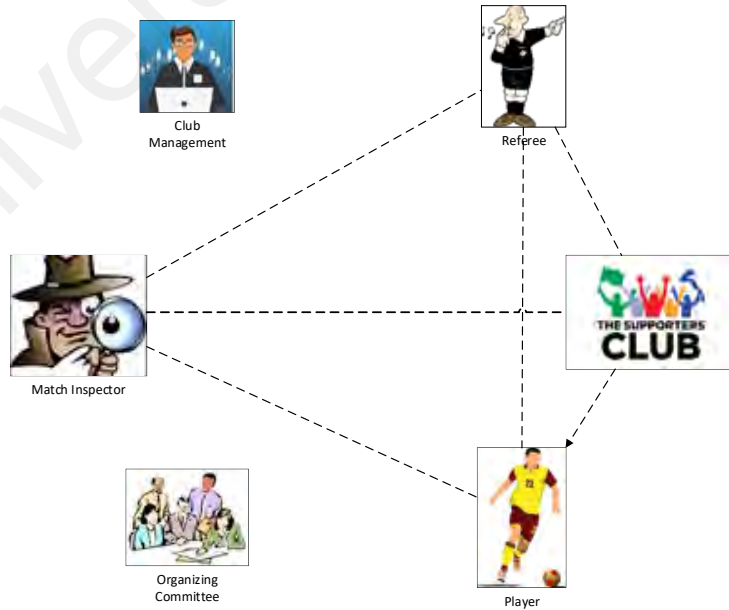 Club
Management
Referee
THE SUPPORTERS
CLUB
Match Inspector
Organizing
Committee
Player